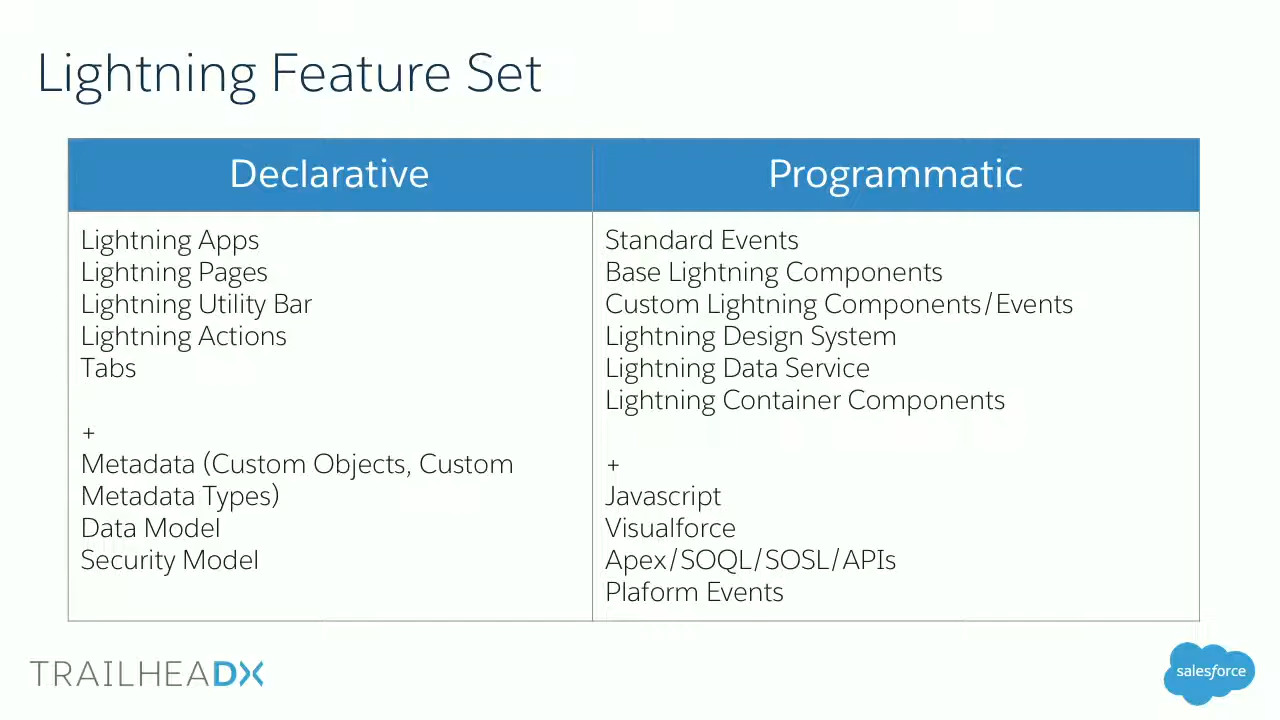 Lightning Feature Set
Declarative
Programmatic
Lightning Apps
Lightning Pages
Lightning Utility Bar
Lightning Actions
Tabs
+
Metadata (Custom Objects, Custom
Metadata Types)
Data Model
Security Model
Standard Events
Base Lightning Components
Custom Lightning Components/Events
Lightning Design System
Lightning Data Service
Lightning Container Components
+
Javascript
Visualforce
Apex/SOQL/SOSL/APIs
Plaform Events
TRAILHEADX
salesforce